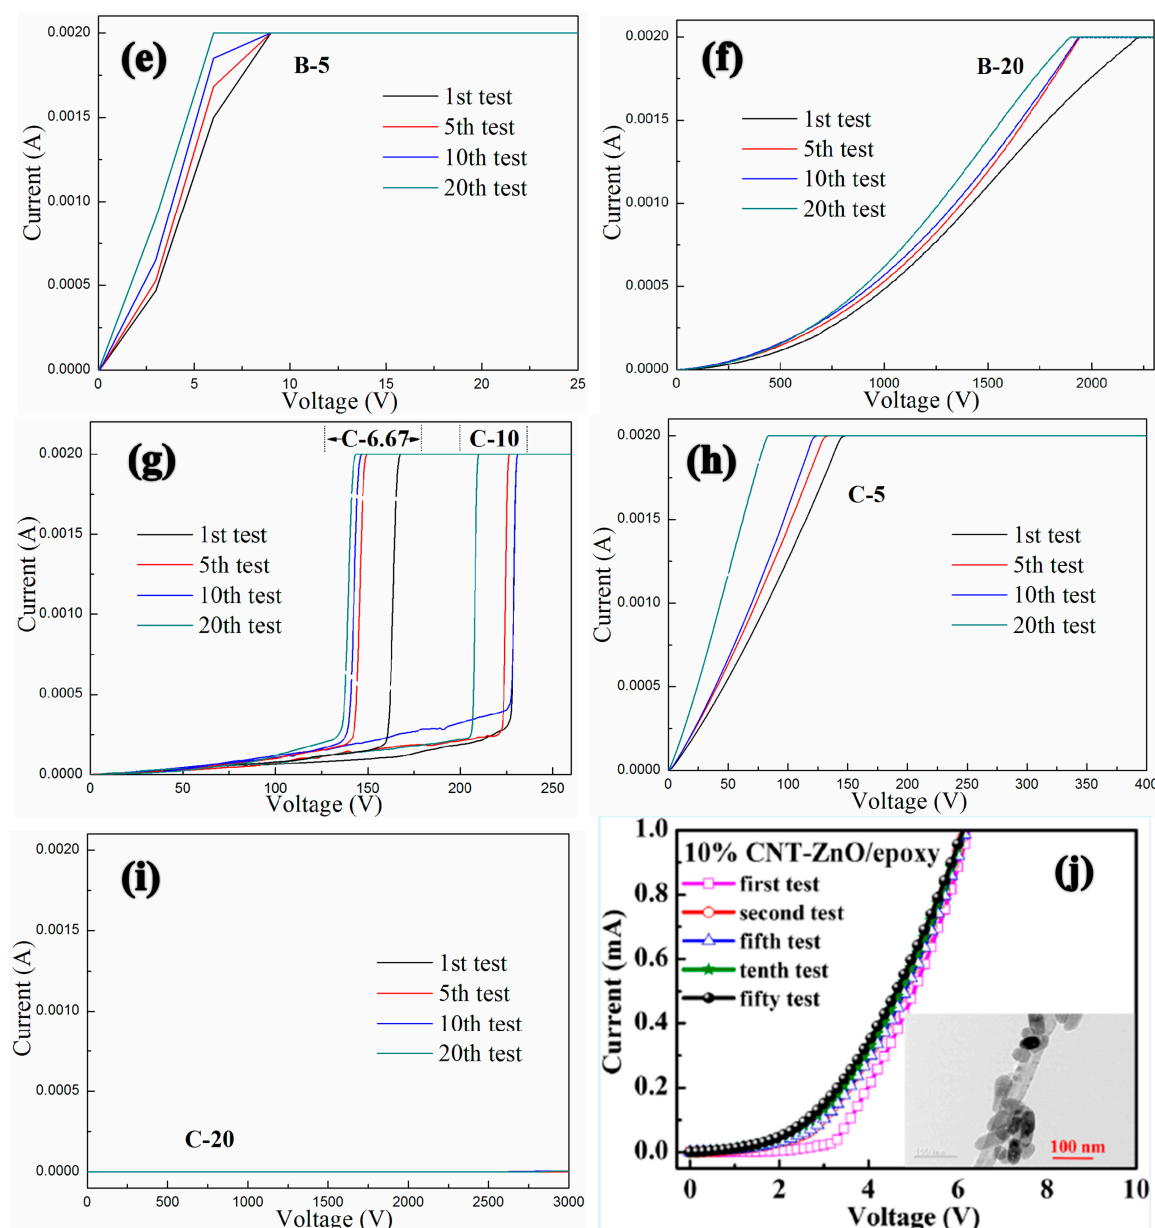 (e)
B-5
1st test
5th test
10th test
20th test
Current (A)
0.0020
0.0015
0.0010
0.0005
0.0000
0 5 10 15 20 25
Voltage (V)
(f)
B-20
1st test
5th test
10th test
20th test
Current (A)
0.0020
0.0015
0.0010
0.0005
0.0000
0 500 1000 1500 2000
Voltage (V)
(g)
C-6.67 C-10
1st test
5th test
10th test
20th test
Current (A)
0.0020
0.0015
0.0010
0.0005
0.0000
0 50 100 150 200 250
Voltage (V)
(h)
C-5
1st test
5th test
10th test
20th test
Current (A)
0.0020
0.0015
0.0010
0.0005
0.0000
0 50 100 150 200 250 300 350 400
Voltage (V)
(i)
1st test
5th test
10th test
20th test
C-20
Current (A)
0.0020
0.0015
0.0010
0.0005
0.0000
0 500 1000 1500 2000 2500 3000
Voltage (V)
(j)
10% CNT-ZnO/epoxy
first test
second test
fifth test
tenth test
fifty test
Current (mA)
1.0
0.8
0.6
0.4
0.2
0.0
100 nm
0 2 4 6 8 10
Voltage (V)